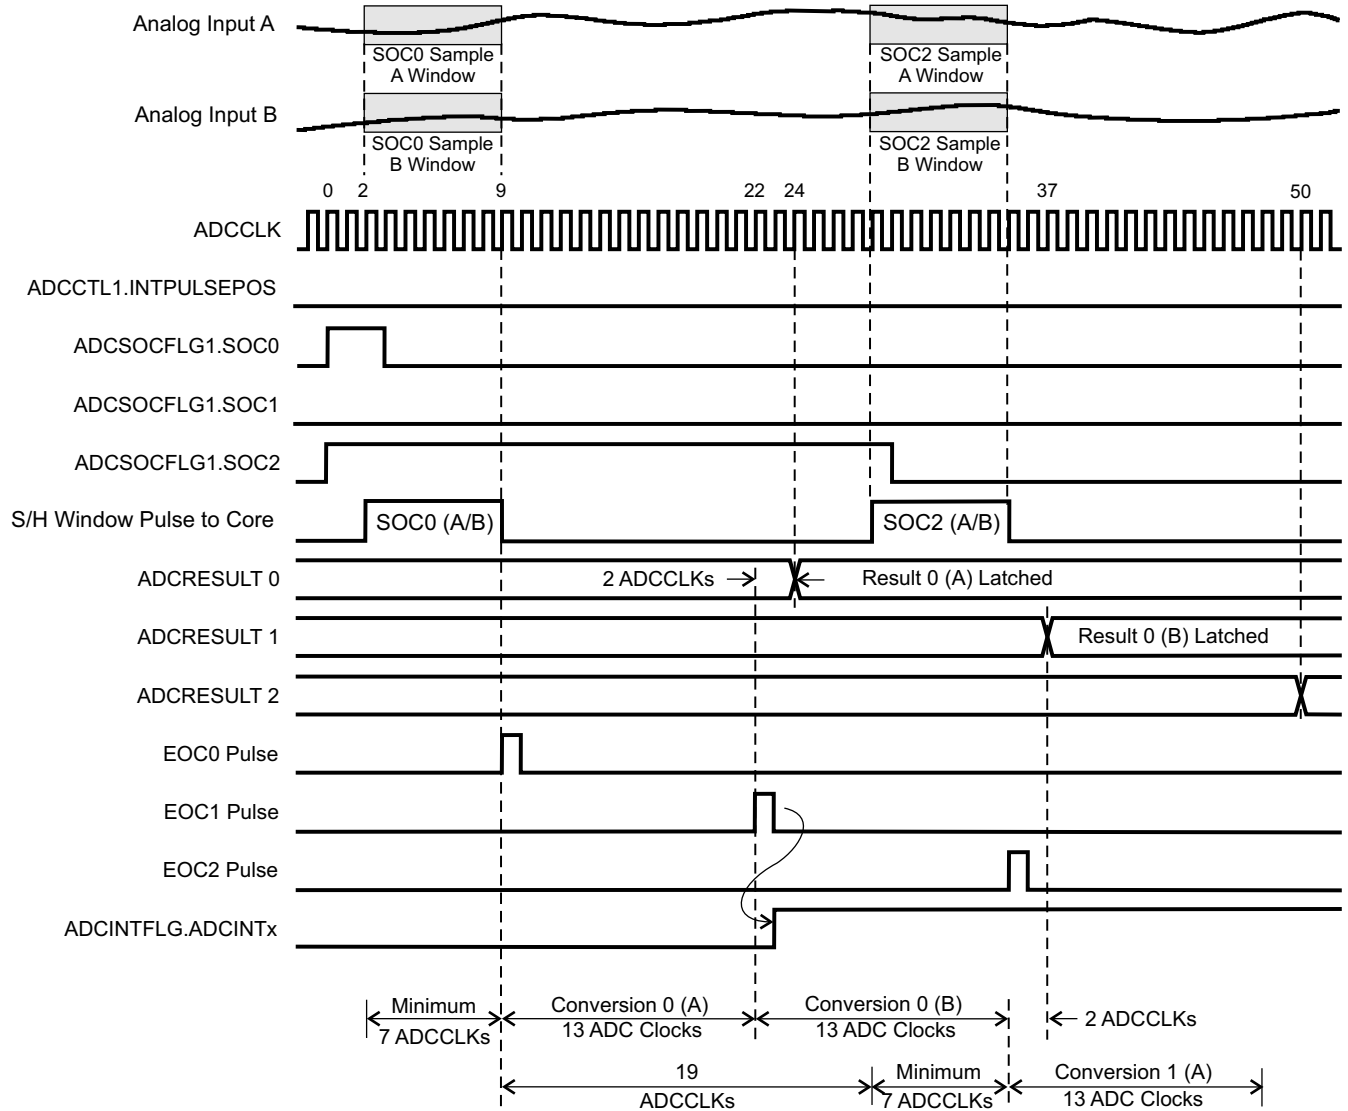 Analog Input A
SOC0 Sample
A Window
SOC2 Sample
A Window
Analog Input B
SOC0 Sample
B Window
SOC2 Sample
B Window
0 2 9 22 24 37 50
ADCCLK
ADCCTL1.INTPULSEPOS
ADCSOCFLG1.SOC0
ADCSOCFLG1.SOC1
ADCSOCFLG1.SOC2
S/H Window Pulse to Core
SOC0 (A/B)
SOC2 (A/B)
ADCRESULT 0
2 ADCCLKs
Result 0 (A) Latched
ADCRESULT 1
Result 0 (B) Latched
ADCRESULT 2
EOC0 Pulse
EOC1 Pulse
EOC2 Pulse
ADCINTFLG.ADCINTx
Minimum
7 ADCCLKs
Conversion 0 (A)
13 ADC Clocks
Conversion 0 (B)
13 ADC Clocks
2 ADCCLKs
19
ADCCLKs
Minimum
7 ADCCLKs
Conversion 1 (A)
13 ADC Clocks